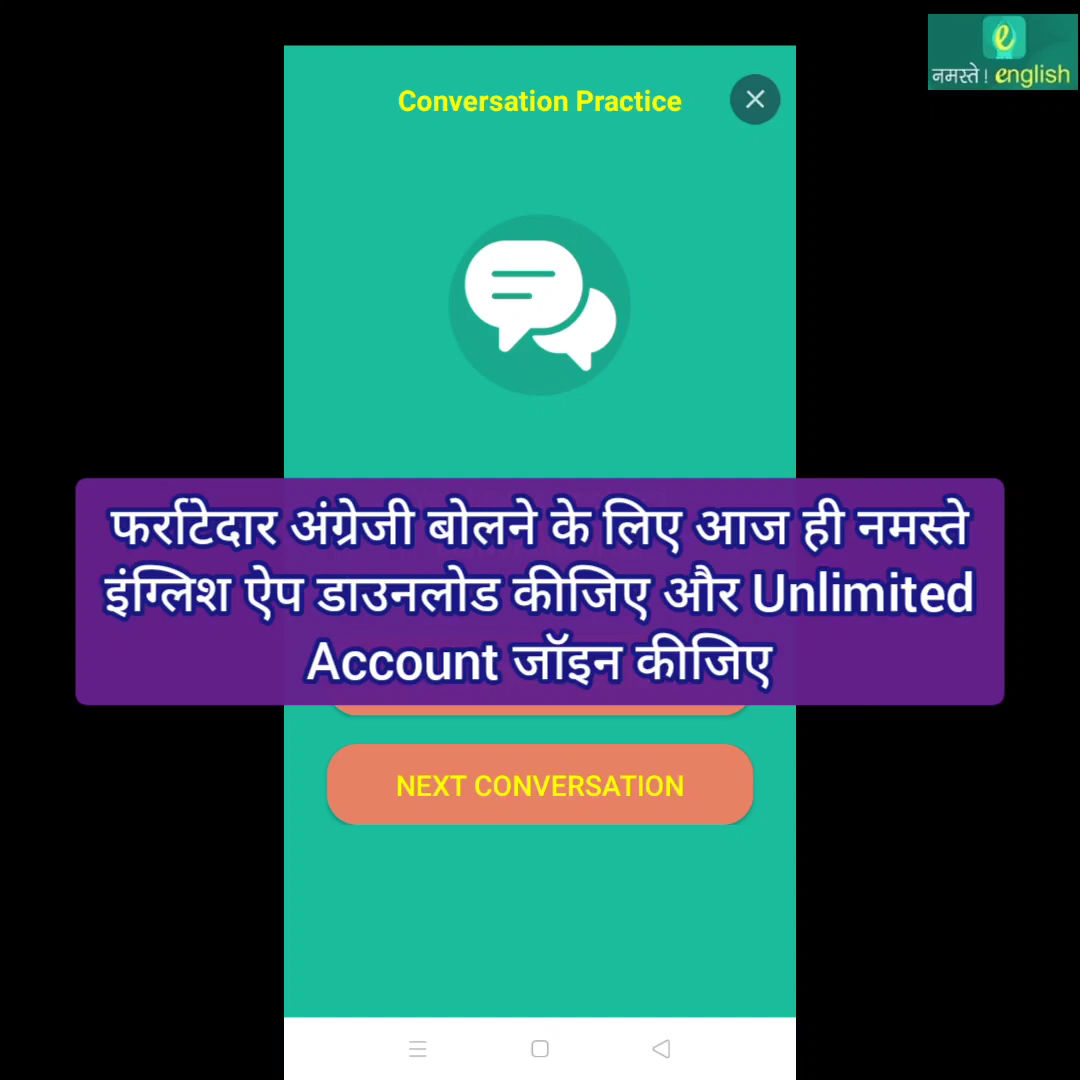 नमस्ते ! english
Conversation Practice
फर्राटेदार अंग्रेजी बोलने के लिए आज ही नमस्ते
इंग्लिश ऐप डाउनलोड कीजिए और Unlimited
Account जॉइन कीजिए
NEXT CONVERSATION